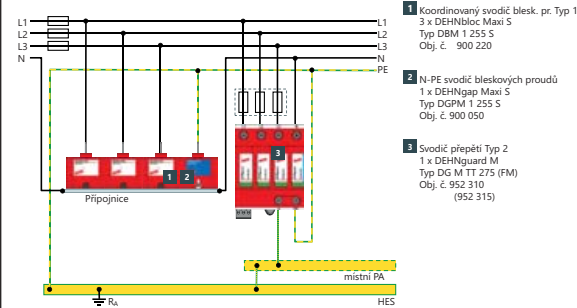 L1
L2
L3
N
L1
L2
L3
N
PE
1
2
3
Přípojnice
místní PA
RA
HES
1 Koordinovaný svodič blesk. pr. Typ 1
3 x DEHNbloc Maxi S
Typ DBM 1 255 S
Obj. č. 900 220
2 N-PE svodič bleskových proudů
1 x DEHNgap Maxi S
Typ DGPM 1 255 S
Obj. č. 900 050
3 Svodič přepětí Typ 2
1 x DEHNguard M
Typ DG M TT 275 (FM)
Obj. č. 952 310
(952 315)